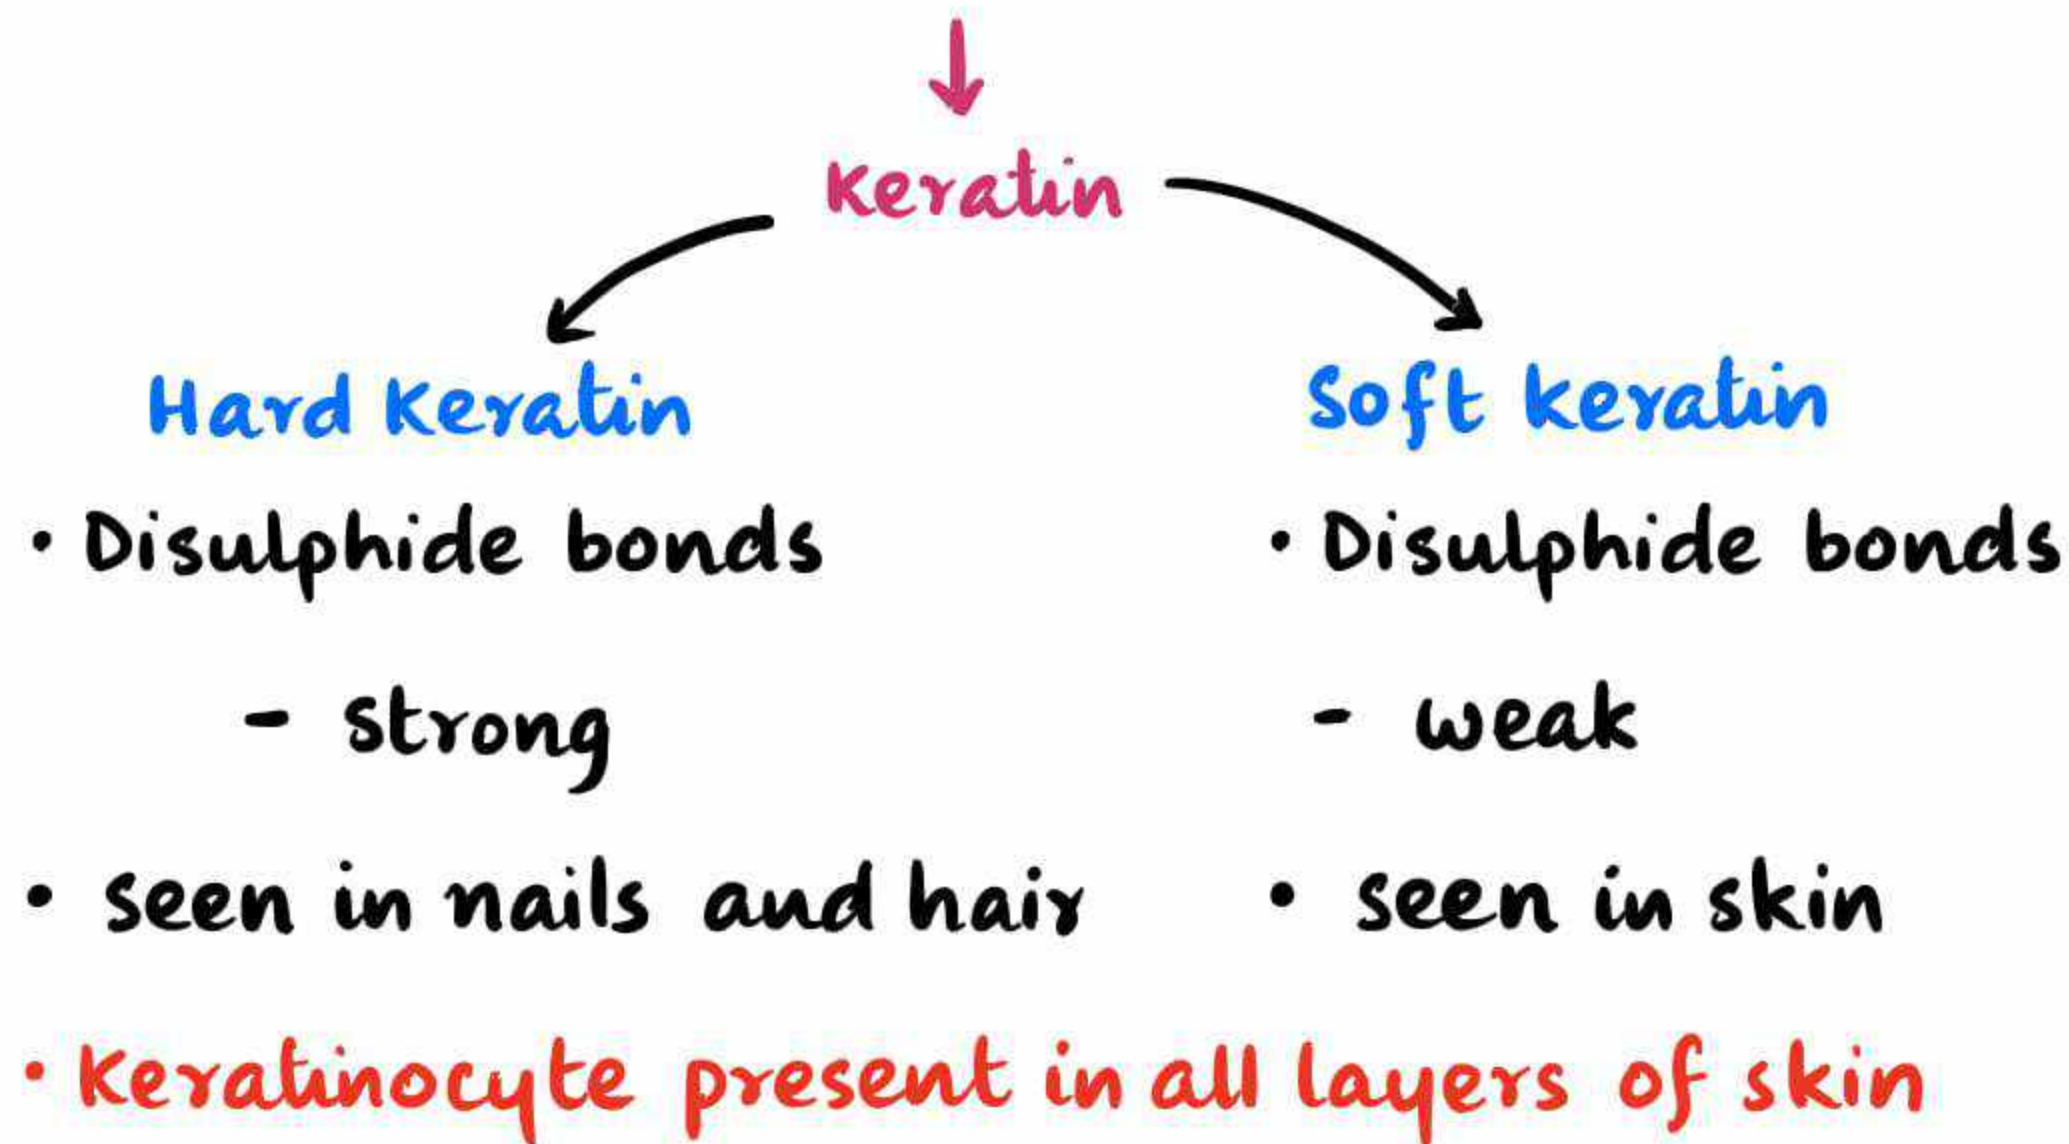 Keratin
Hard Keratin
Soft keratin
• Disulphide bonds
• Disulphide bonds
- strong
- weak
• seen in nails and hair
• seen in skin
• Keratinocyte present in all layers of skin